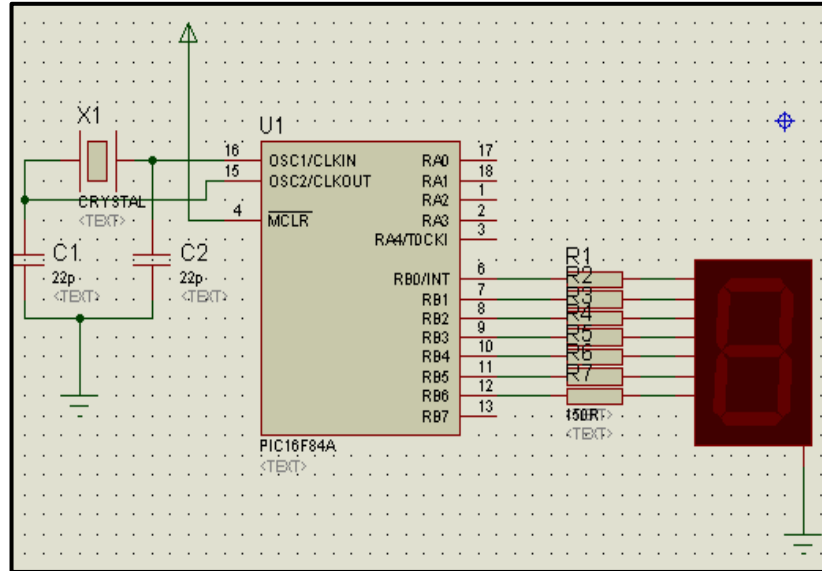 X1
CRYSTAL
<TEXT>
C1
22p
<TEXT>
C2
22p
<TEXT>
U1
16
15
4
OSC1/CLKIN
OSC2/CLKOUT
MCLR
RA0
RA1
RA2
RA3
RA4/T0CKI
RB0/INT
RB1
RB2
RB3
RB4
RB5
RB6
RB7
17
18
1
2
3
6
7
8
9
10
11
12
13
PIC16F84A
<TEXT>
R1
R2
R3
R4
R5
R6
R7
150R
<TEXT>